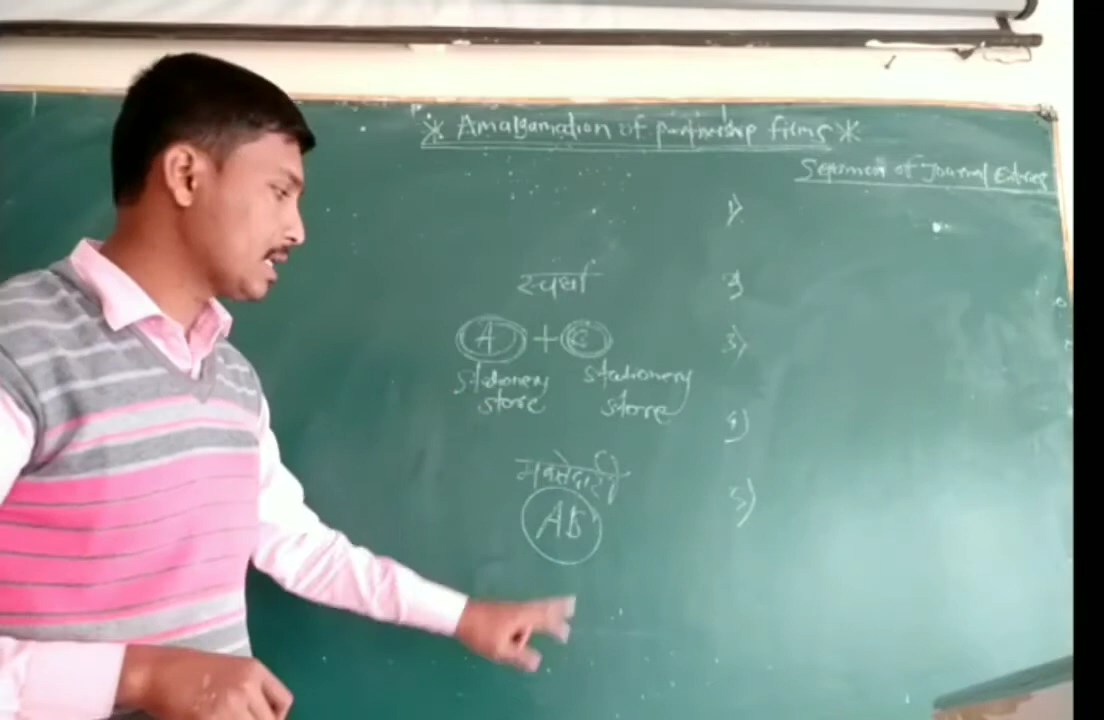 * Amalgamation of partnership firms *
Sepsimen of Journal Entries
1)
स्पर्धा
2)
A + B
3)
stationery stationery
store store
4)
मक्तेदारी
5)
AB